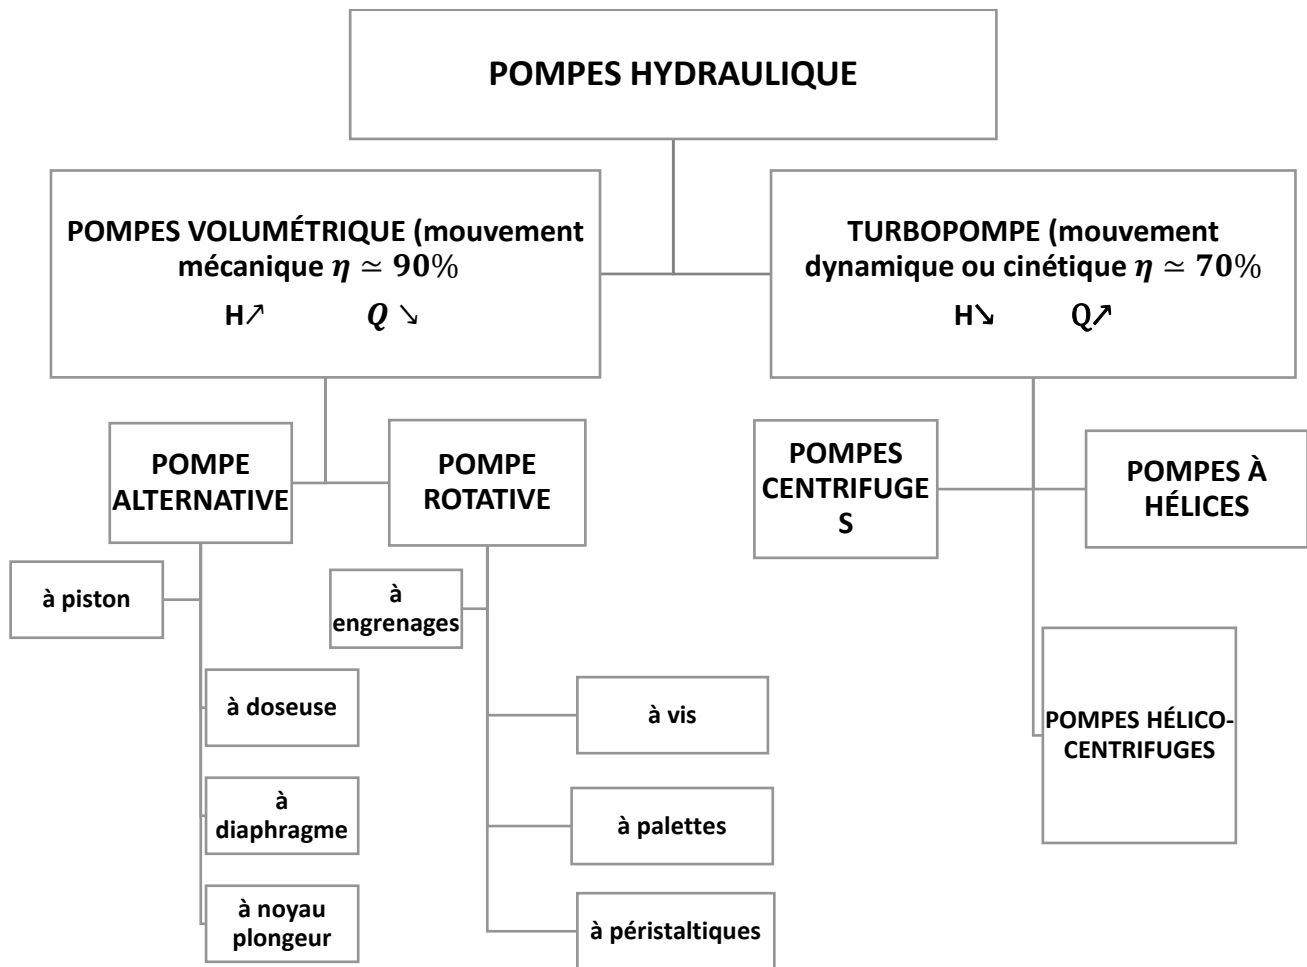 POMPES HYDRAULIQUE
POMPES VOLUMÉTRIQUE (mouvement
mécanique η ≃ 90%
H↗ Q ↘
TURBOPOMPE (mouvement
dynamique ou cinétique η ≃ 70%
H↘ Q↗
POMPE
ALTERNATIVE
POMPE
ROTATIVE
POMPES
CENTRIFUGE
S
POMPES À
HÉLICES
à piston
à
engrenages
à doseuse
à vis
POMPES HÉLICO-
CENTRIFUGES
à
diaphragme
à palettes
à noyau
plongeur
à péristaltiques